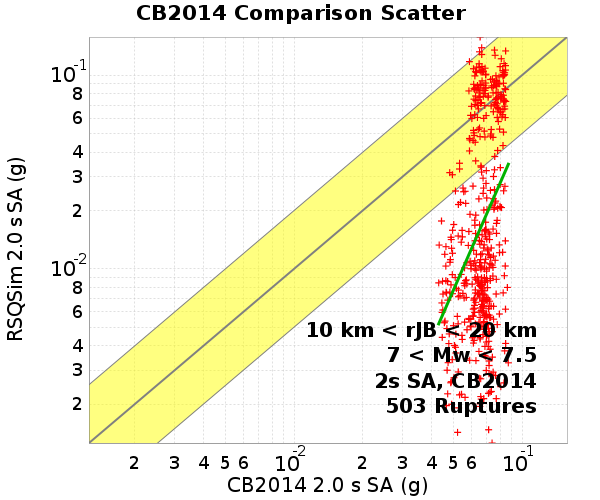 CB2014 Comparison Scatter
RSQSim 2.0 s SA (g)
10⁻¹
8
6
4
3
2
10⁻²
8
6
4
3
2
10 km < rJB < 20 km
7 < Mw < 7.5
2s SA, CB2014
503 Ruptures
2 3 4 5 6 10⁻² 2 3 4 5 6 10⁻¹
CB2014 2.0 s SA (g)